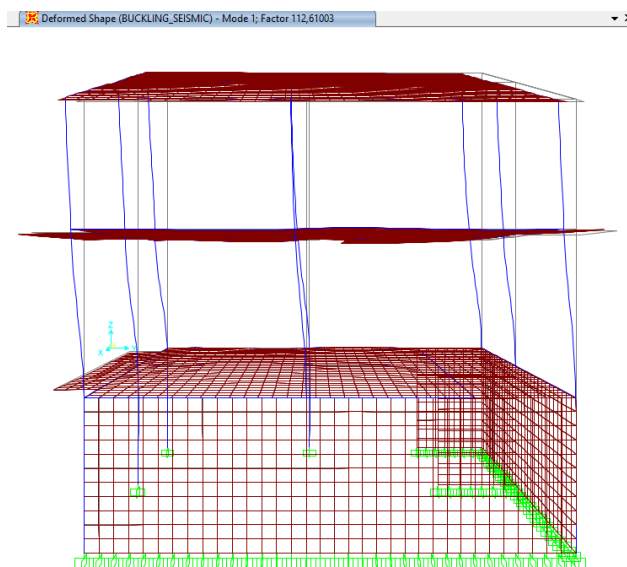 Deformed Shape (BUCKLING_SEISMIC) - Mode 1; Factor 112,61003
Z
X